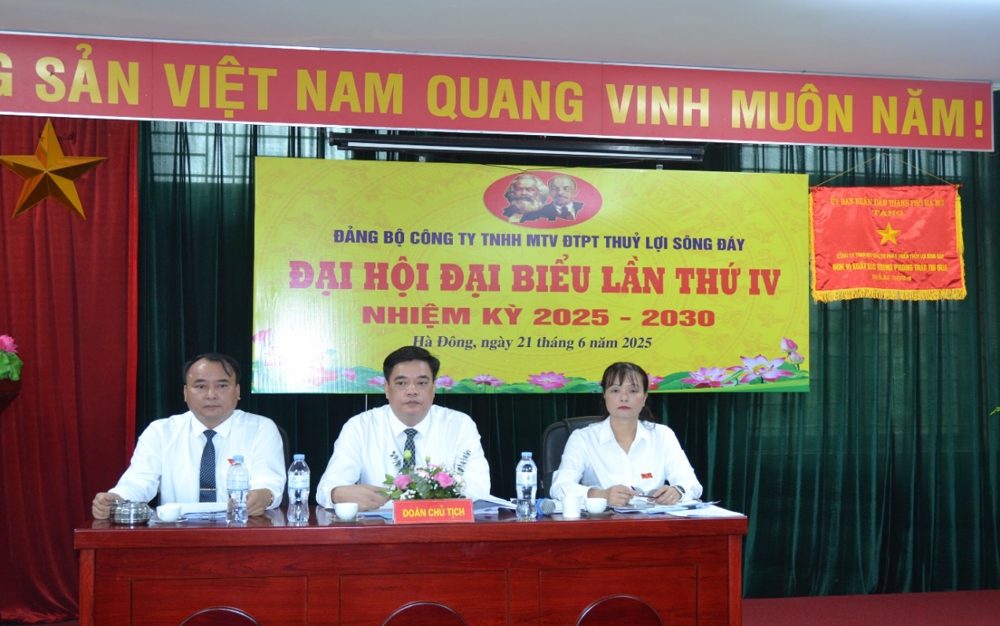 G SẢN VIỆT NAM QUANG VINH MUÔN NĂM !
ĐẢNG BỘ CÔNG TY TNHH MTV ĐTPT THUỶ LỢI SÔNG ĐÁY
ĐẠI HỘI ĐẠI BIỂU LẦN THỨ IV
NHIỆM KỲ 2025 - 2030
Hà Đông, ngày 21 tháng 6 năm 2025
ỦY BAN NHÂN DÂN THÀNH PHỐ HÀ NỘI
TẶNG
CÔNG TY TNHH MTV ĐẦU TƯ PHÁT TRIỂN THỦY LỢI SÔNG ĐÁY
ĐƠN VỊ XUẤT SẮC TRONG PHONG TRÀO THI ĐUA
NĂM 2024
ĐOÀN CHỦ TỊCH